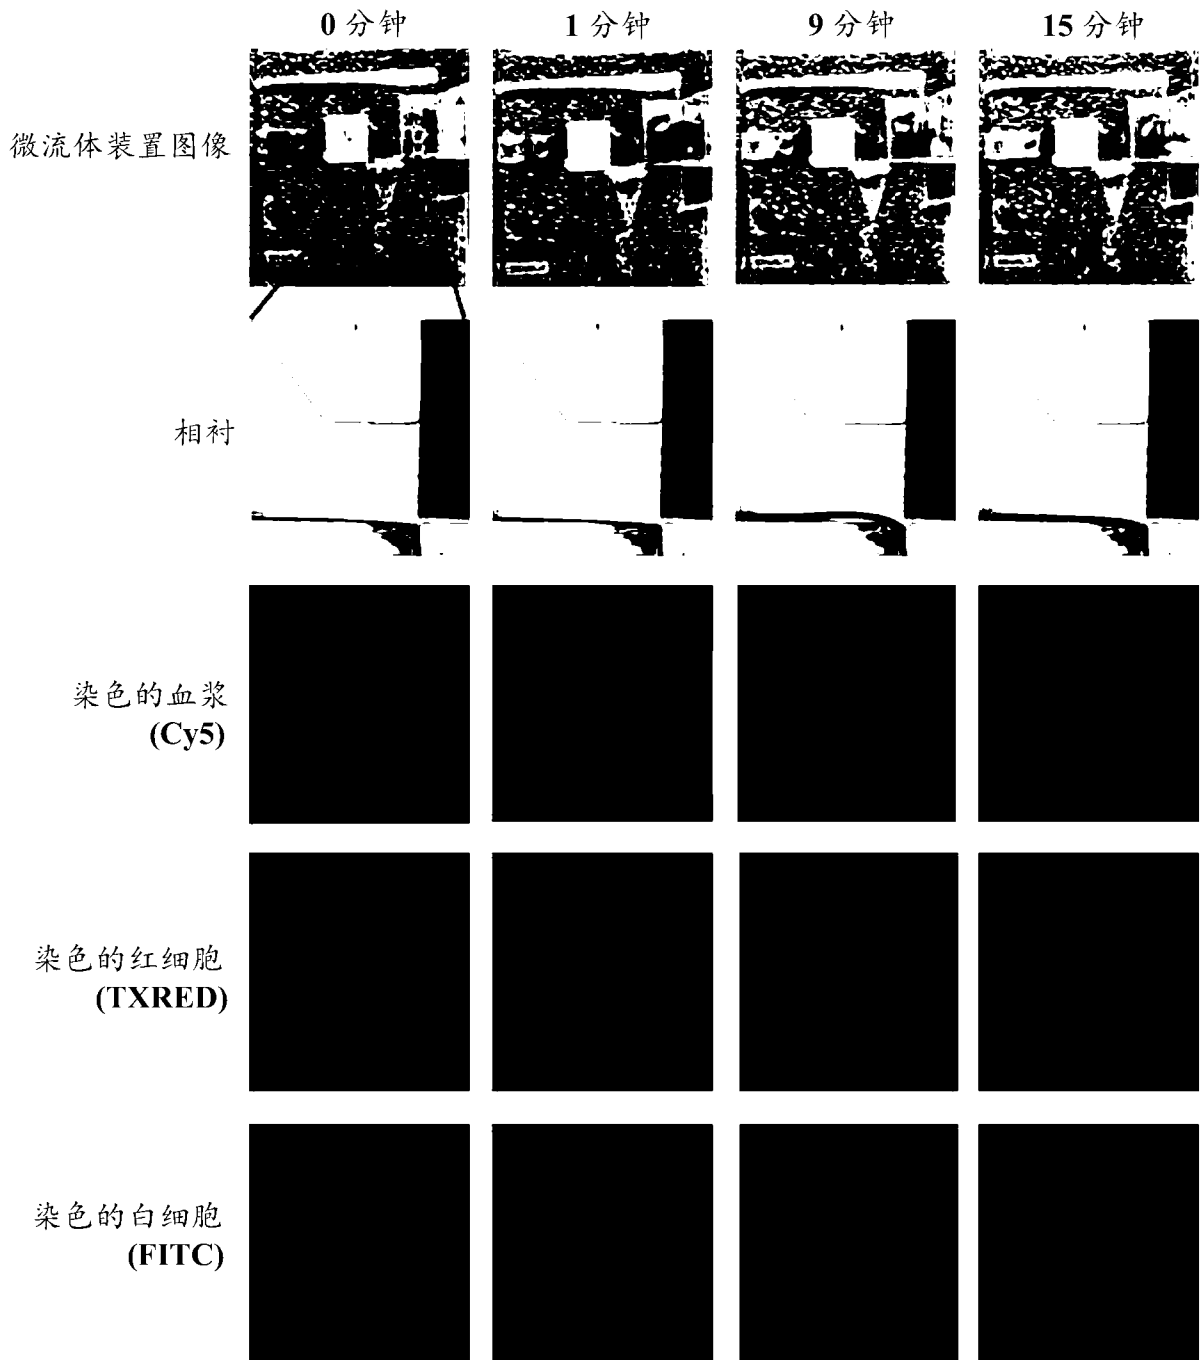 0 分钟 1 分钟 9 分钟 15 分钟
微流体装置图像
相衬
染色的血浆
(Cy5)
染色的红细胞
(TXRED)
染色的白细胞
(FITC)